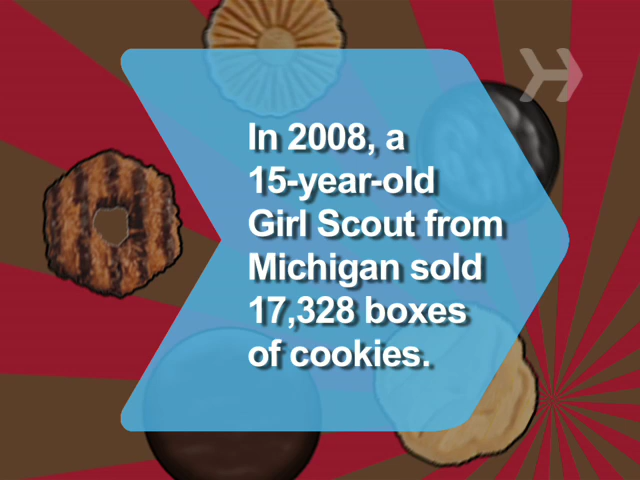 In 2008, a
15-year-old
Girl Scout from
Michigan sold
17,328 boxes
of cookies.